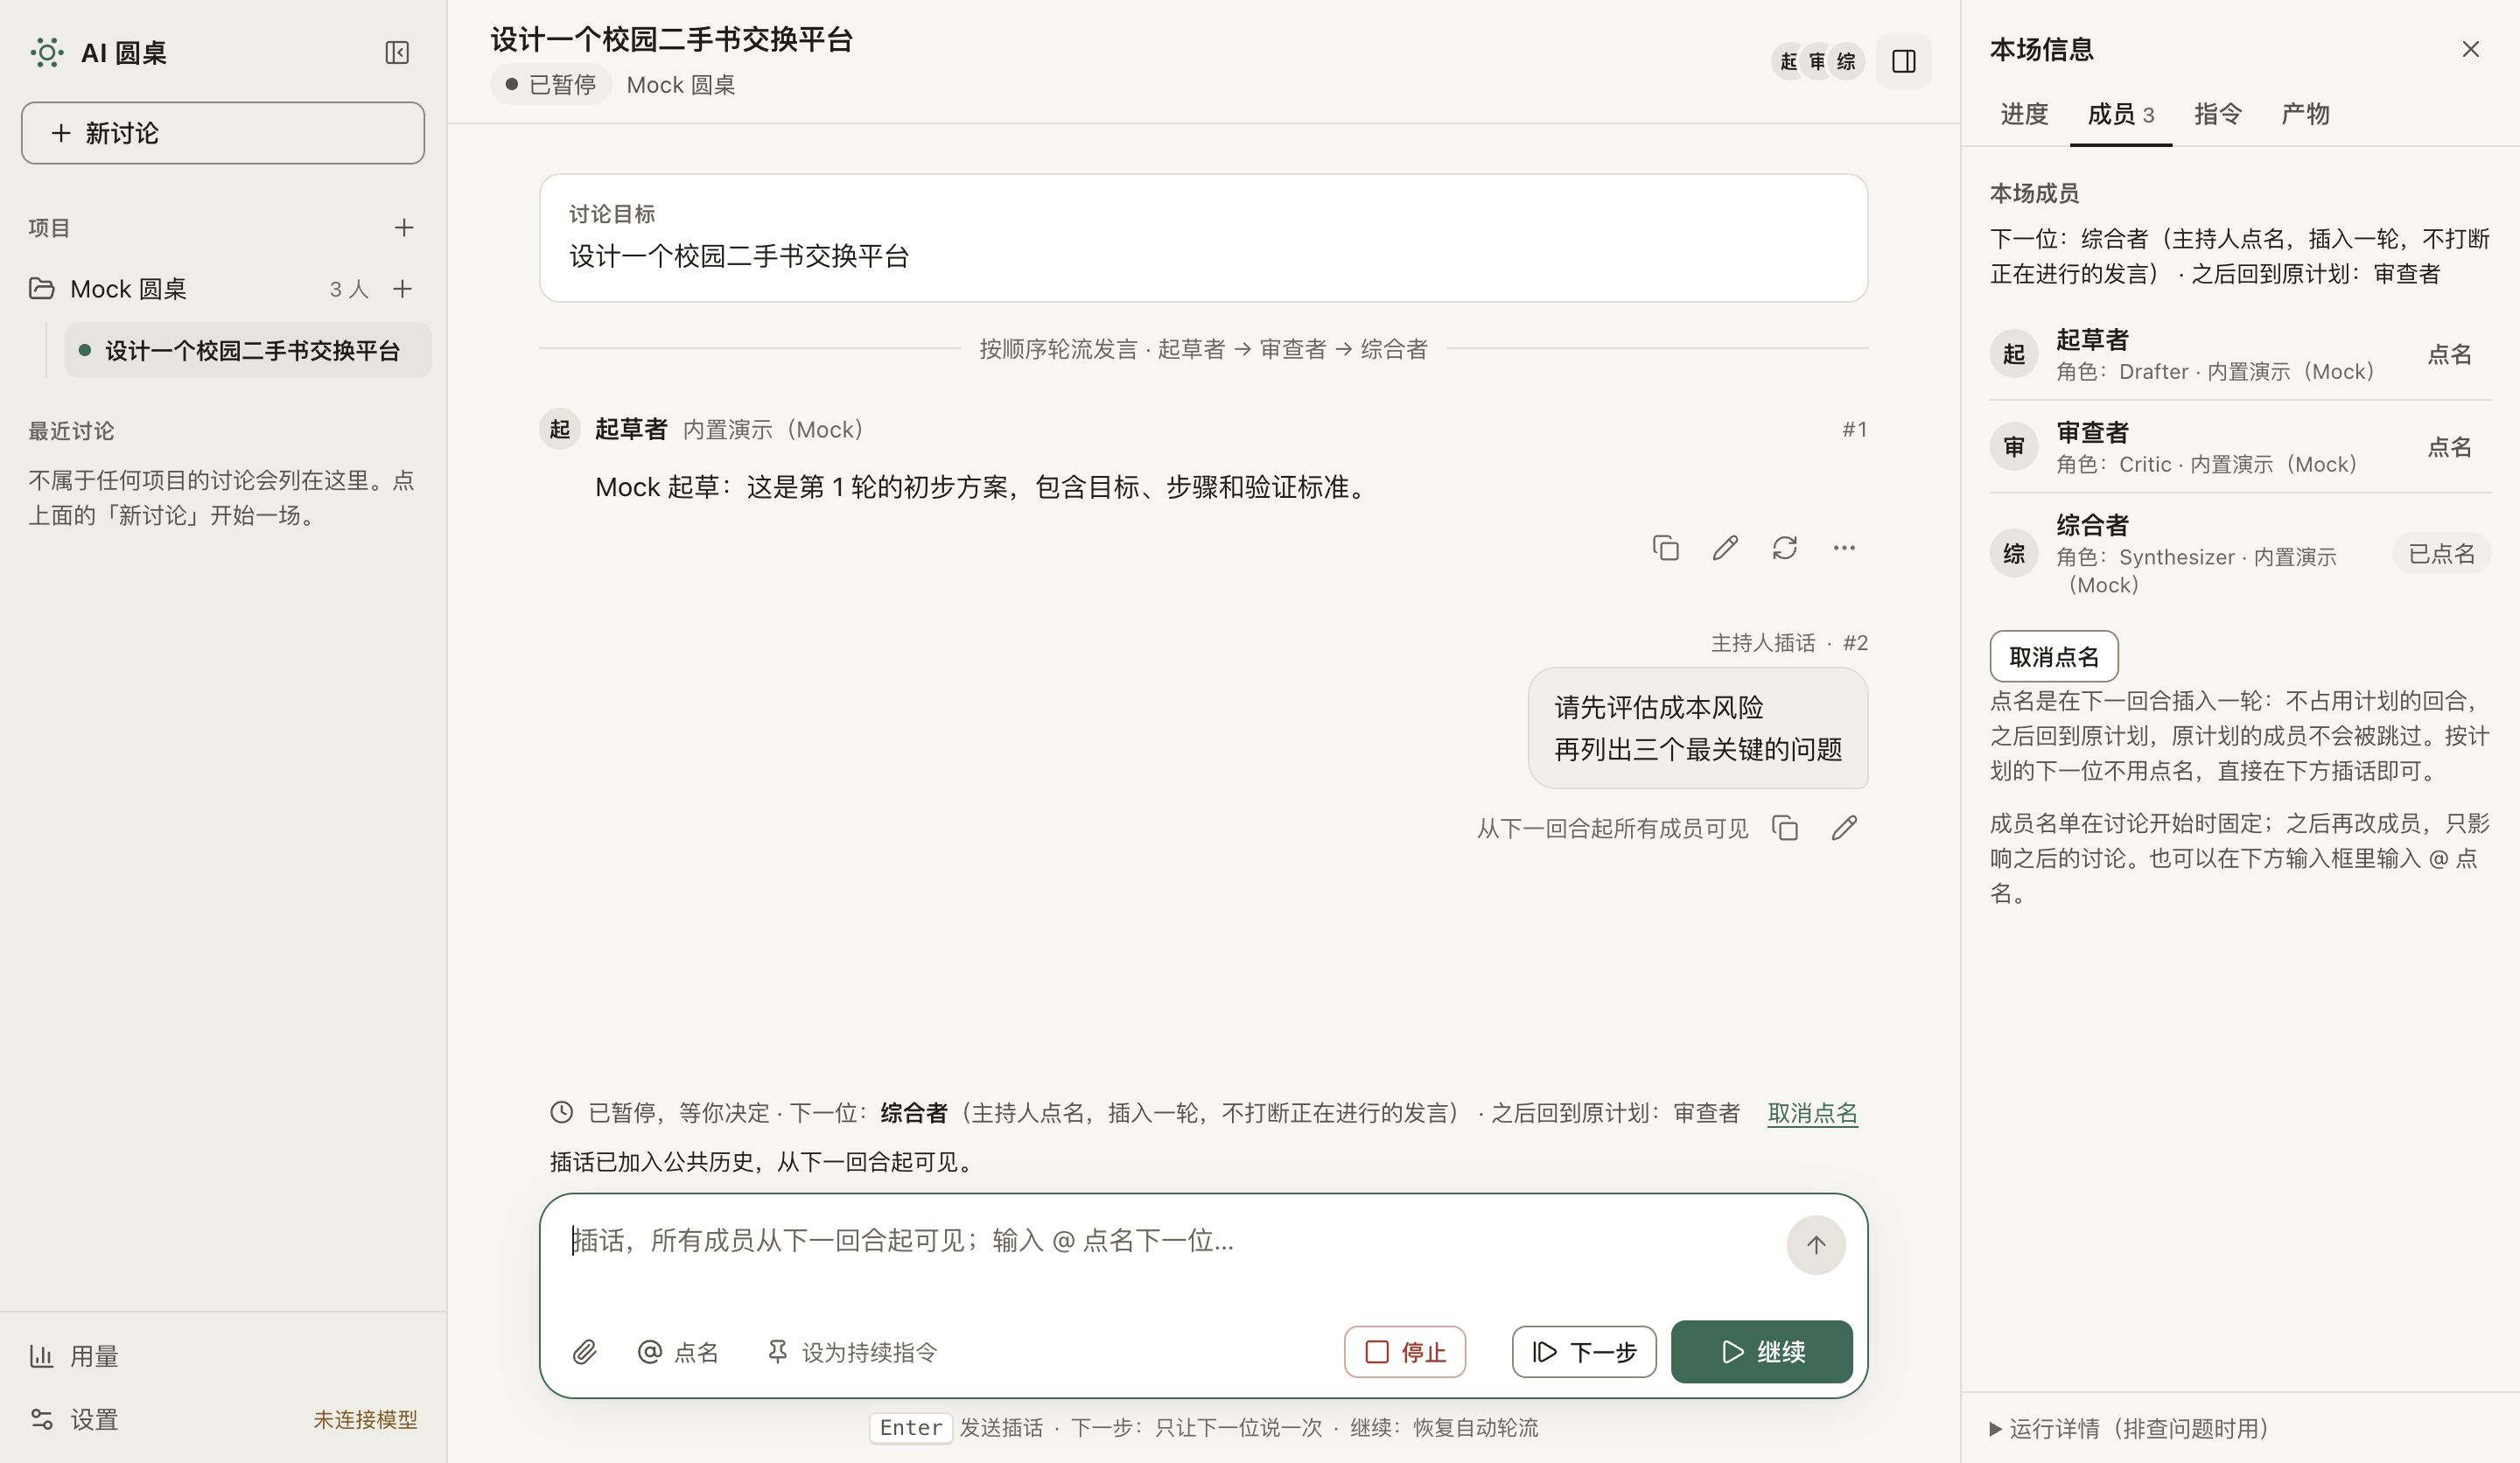 AI 圆桌
新讨论
项目
Mock 圆桌
3 人
设计一个校园二手书交换平台
最近讨论
不属于任何项目的讨论会列在这里。点
上面的「新讨论」开始一场。
用量
设置
未连接模型
设计一个校园二手书交换平台
已暂停
Mock 圆桌
起
审
综
讨论目标
设计一个校园二手书交换平台
按顺序轮流发言 · 起草者 → 审查者 → 综合者
起 起草者 内置演示（Mock） #1
Mock 起草：这是第 1 轮的初步方案，包含目标、步骤和验证标准。
主持人插话 · #2
请先评估成本风险
再列出三个最关键的问题
从下一回合起所有成员可见
已暂停，等你决定 · 下一位：综合者（主持人点名，插入一轮，不打断正在进行的发言） · 之后回到原计划：审查者 取消点名
插话已加入公共历史，从下一回合起可见。
插话，所有成员从下一回合起可见；输入 @ 点名下一位...
@ 点名
设为持续指令
停止
下一步
继续
Enter 发送插话 · 下一步：只让下一位说一次 · 继续：恢复自动轮流
本场信息
进度
成员 3
指令
产物
本场成员
下一位：综合者（主持人点名，插入一轮，不打断
正在进行的发言） · 之后回到原计划：审查者
起
起草者
角色：Drafter · 内置演示（Mock）
点名
审
审查者
角色：Critic · 内置演示（Mock）
点名
综
综合者
角色：Synthesizer · 内置演示
（Mock）
已点名
取消点名
点名是在下一回合插入一轮：不占用计划的回合，
之后回到原计划，原计划的成员不会被跳过。按计
划的下一位不用点名，直接在下方插话即可。
成员名单在讨论开始时固定；之后再改成员，只影
响之后的讨论。也可以在下方输入框里输入 @ 点
名。
运行详情（排查问题时用）